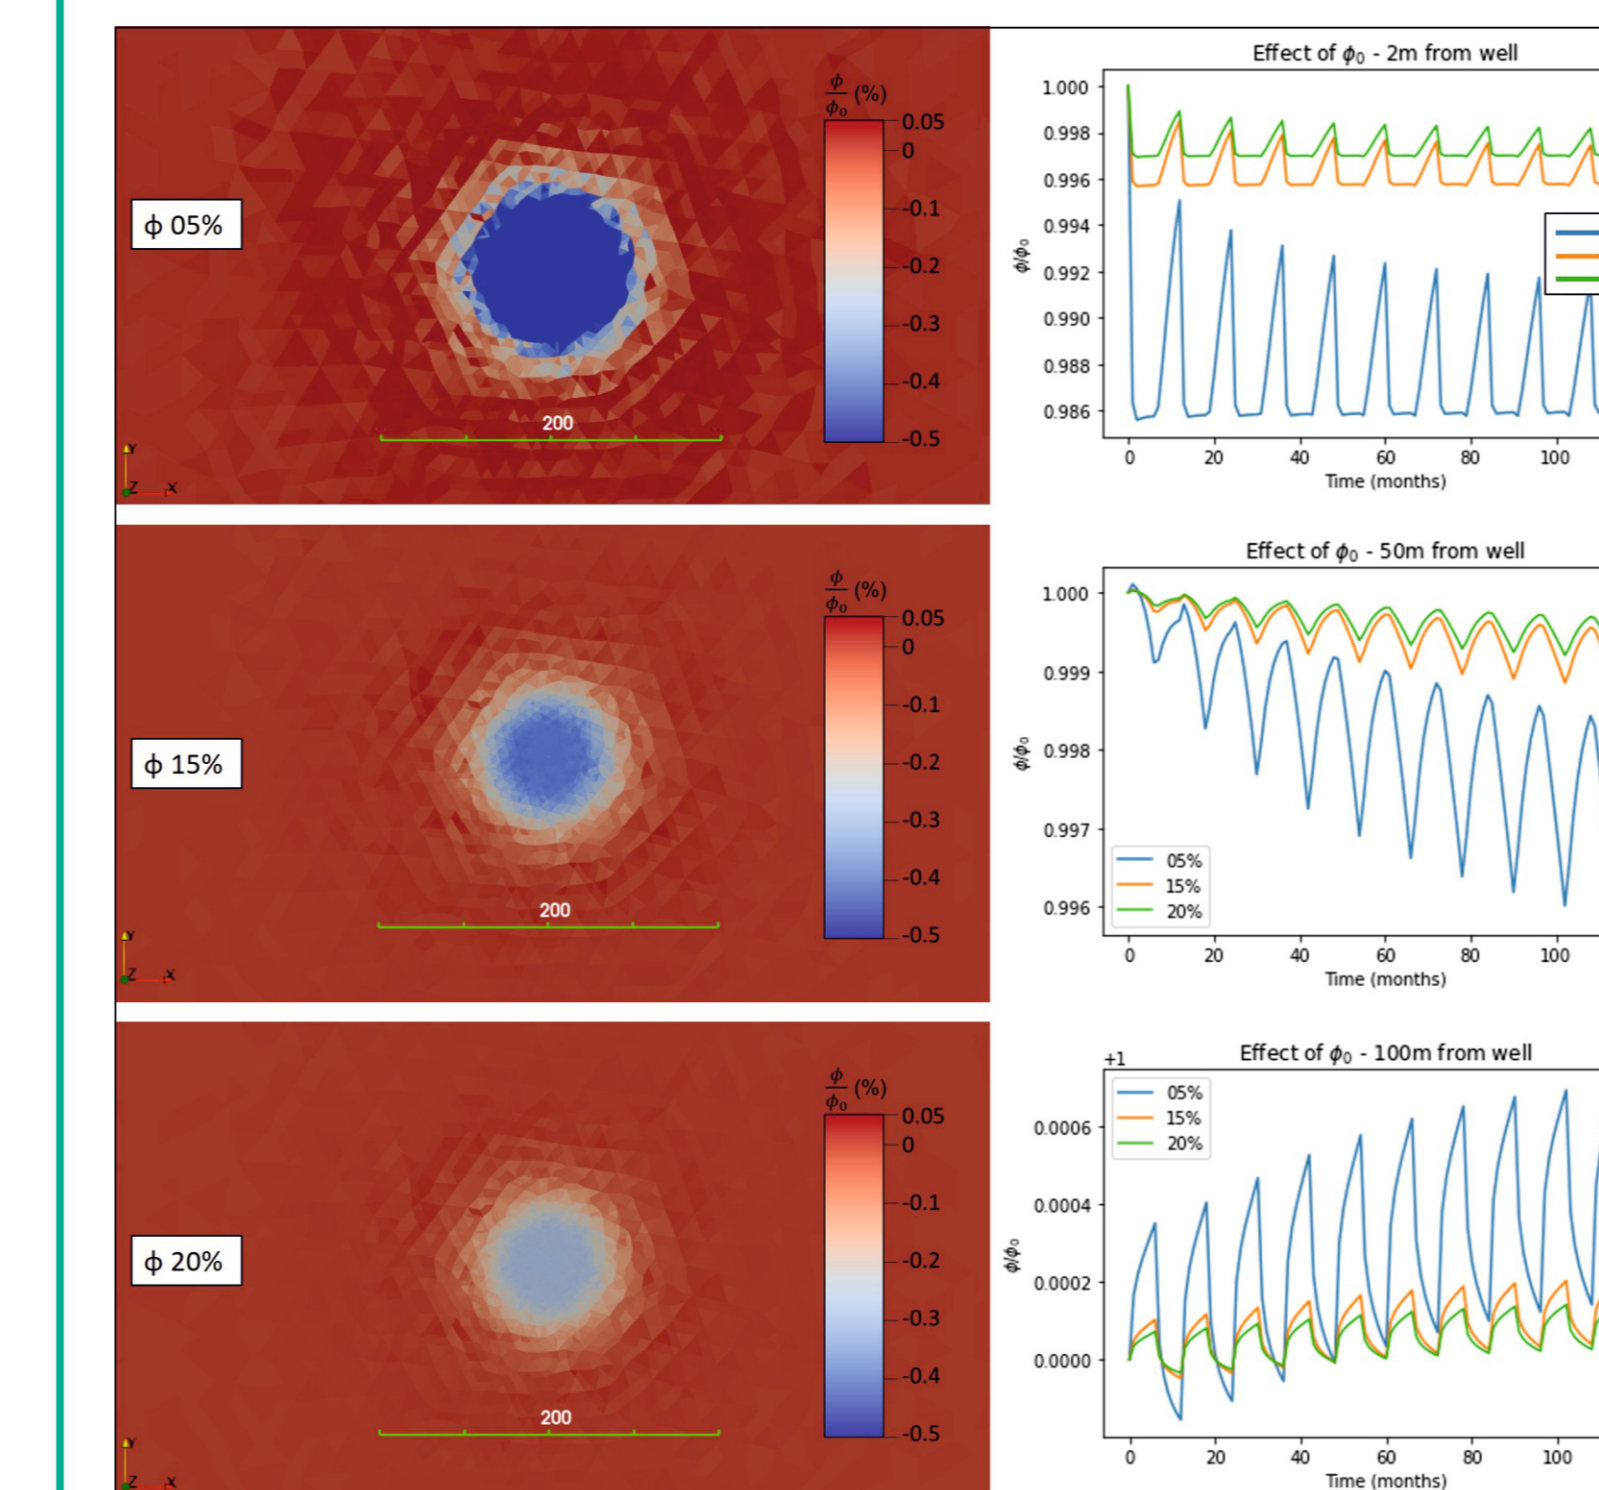 ϕ/ϕ₀ (%)
0.05
0
-0.1
-0.2
-0.3
-0.4
-0.5
ϕ 05%
200
Y
Z X
Effect of ϕ₀ - 2m from well
1.000
0.998
0.996
0.994
0.992
0.990
0.988
0.986
ϕ/ϕ₀
0 20 40 60 80 100
Time (months)
ϕ/ϕ₀ (%)
0.05
0
-0.1
-0.2
-0.3
-0.4
-0.5
ϕ 15%
200
Y
Z X
Effect of ϕ₀ - 50m from well
1.000
0.999
0.998
0.997
0.996
ϕ/ϕ₀
05%
15%
20%
0 20 40 60 80 100
Time (months)
ϕ/ϕ₀ (%)
0.05
0
-0.1
-0.2
-0.3
-0.4
-0.5
ϕ 20%
200
Y
Z X
Effect of ϕ₀ - 100m from well
+1
05%
15%
20%
0.0006
0.0004
0.0002
0.0000
ϕ/ϕ₀
0 20 40 60 80 100
Time (months)